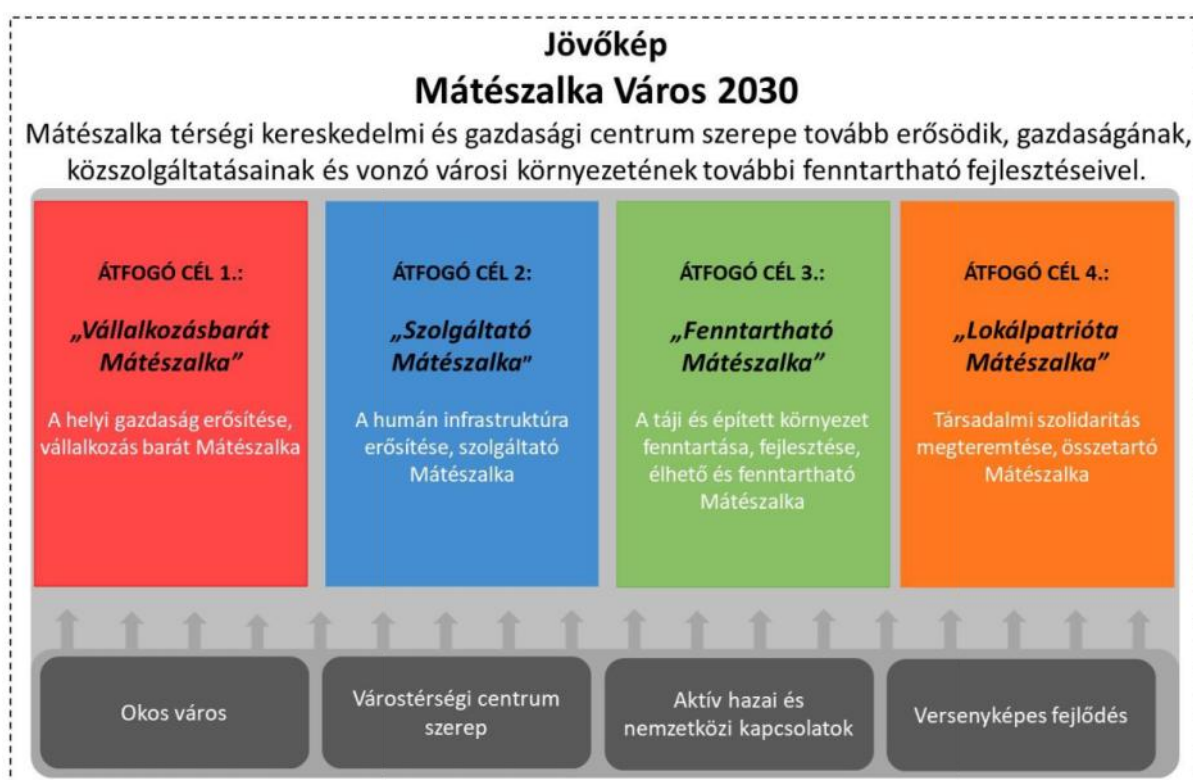 Jövőkép
Mátészalka Város 2030
Mátészalka térségi kereskedelmi és gazdasági centrum szerepe tovább erősödik, gazdaságának,
közszolgáltatásainak és vonzó városi környezetének további fenntartható fejlesztéseivel.
ÁTFOGÓ CÉL 1.:
„Vállalkozásbarát
Mátészalka”
A helyi gazdaság erősítése,
vállalkozás barát Mátészalka
ÁTFOGÓ CÉL 2:
„Szolgáltató
Mátészalka"
A humán infrastruktúra
erősítése, szolgáltató
Mátészalka
ÁTFOGÓ CÉL 3.:
„Fenntartható
Mátészalka”
A táji és épített környezet
fenntartása, fejlesztése,
élhető és fenntartható
Mátészalka
ÁTFOGÓ CÉL 4.:
„Lokálpatrióta
Mátészalka”
Társadalmi szolidaritás
megteremtése, összetartó
Mátészalka
Okos város
Várostérségi centrum
szerep
Aktív hazai és
nemzetközi kapcsolatok
Versenyképes fejlődés